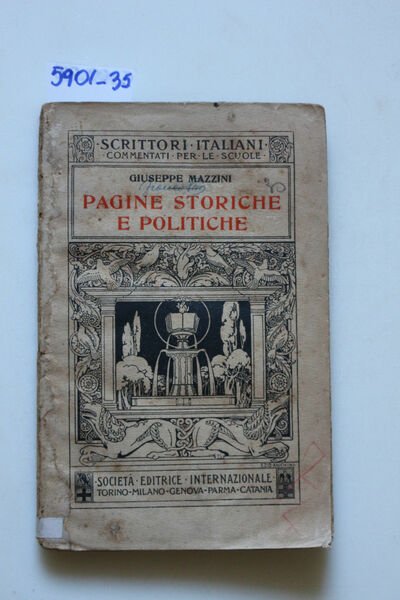 5901-35
SCRITTORI · ITALIANI
COMMENTATI · PER · LE · SCUOLE ·
GIUSEPPE MAZZINI
PAGINE STORICHE
E POLITICHE
SOCIETÀ · EDITRICE · INTERNAZIONALE
TORINO-MILANO-GENOVA-PARMA-CATANIA